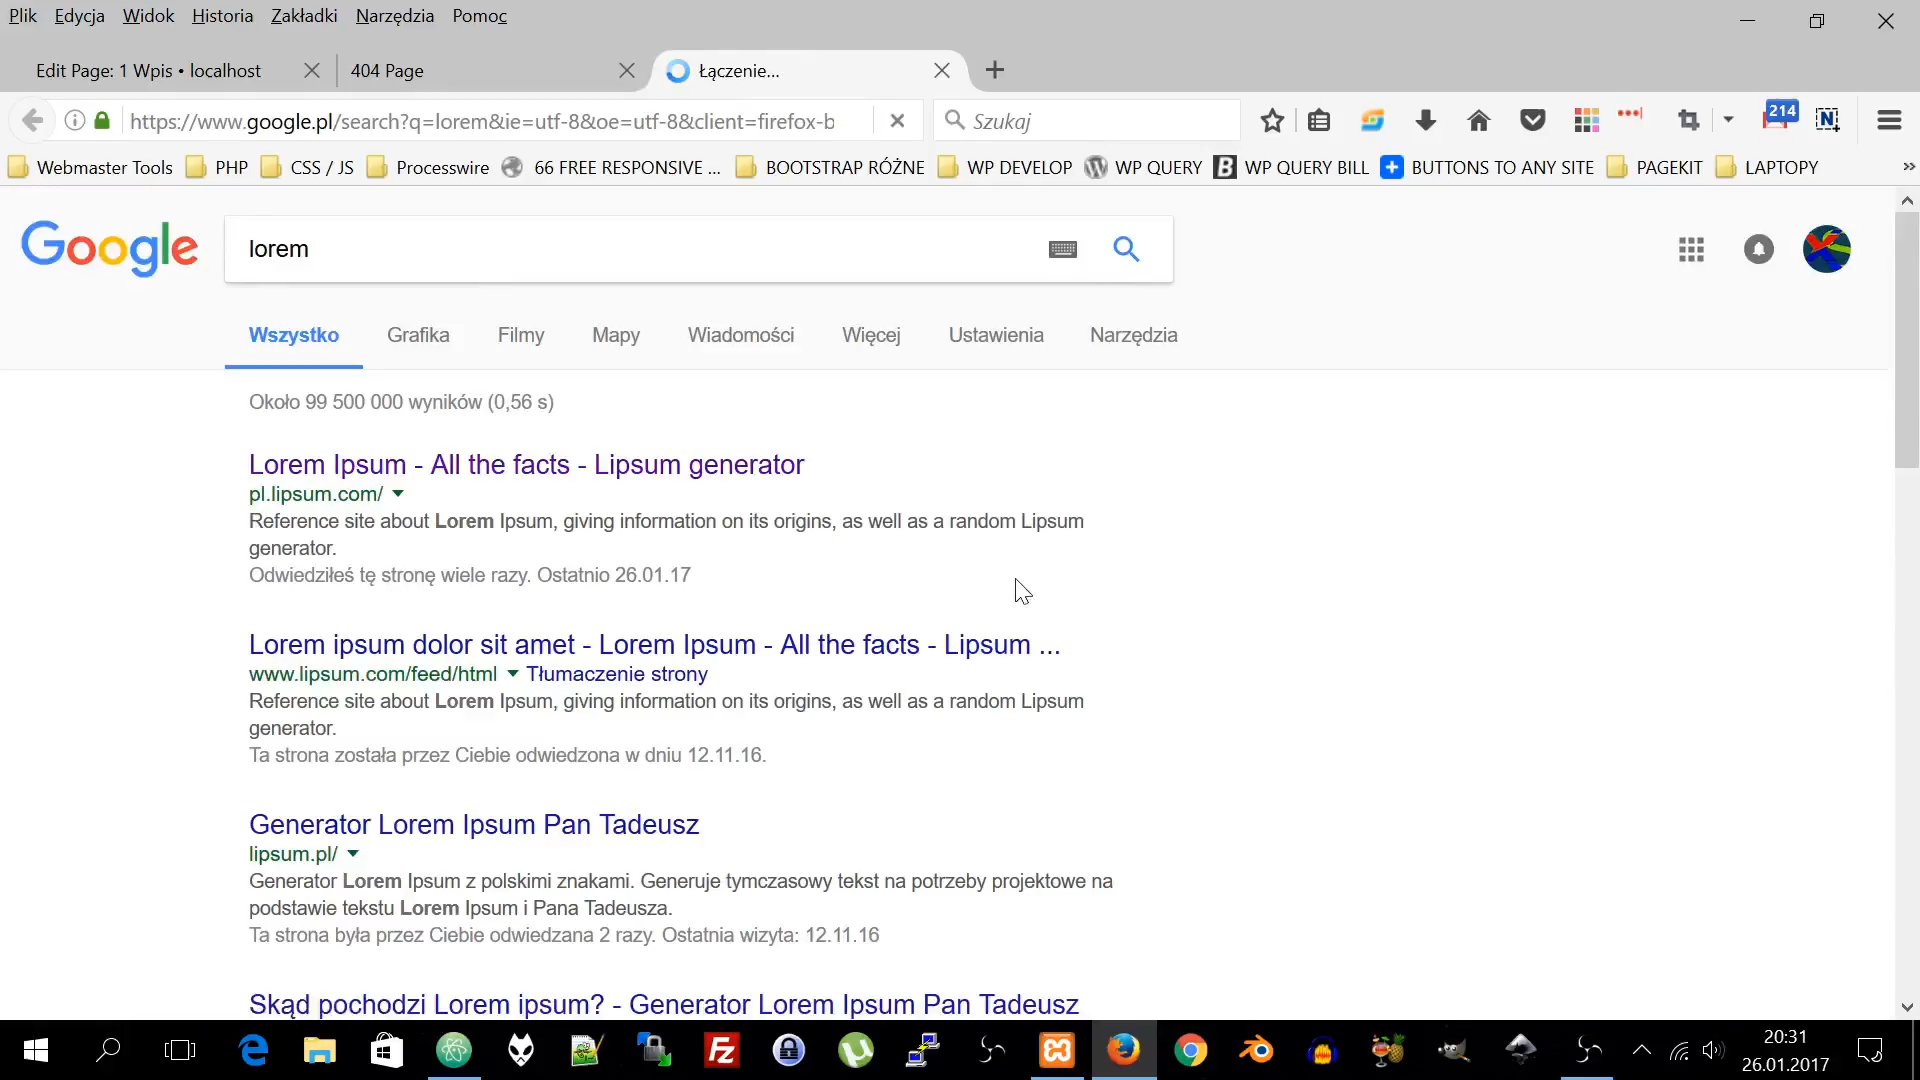 Plik Edycja Widok Historia Zakładki Narzędzia Pomoc
Edit Page: 1 Wpis • localhost
404 Page
Łączenie...
https://www.google.pl/search?q=lorem&ie=utf-8&oe=utf-8&client=firefox-b
Szukaj
214
N
Webmaster Tools PHP CSS / JS Processwire 66 FREE RESPONSIVE ... BOOTSTRAP RÓŻNE WP DEVELOP WP QUERY B WP QUERY BILL BUTTONS TO ANY SITE PAGEKIT LAPTOPY »
Google
lorem
Wszystko Grafika Filmy Mapy Wiadomości Więcej Ustawienia Narzędzia
Około 99 500 000 wyników (0,56 s)
Lorem Ipsum - All the facts - Lipsum generator
pl.lipsum.com/
Reference site about Lorem Ipsum, giving information on its origins, as well as a random Lipsum
generator.
Odwiedziłeś tę stronę wiele razy. Ostatnio 26.01.17
Lorem ipsum dolor sit amet - Lorem Ipsum - All the facts - Lipsum ...
www.lipsum.com/feed/html Tłumaczenie strony
Reference site about Lorem Ipsum, giving information on its origins, as well as a random Lipsum
generator.
Ta strona została przez Ciebie odwiedzona w dniu 12.11.16.
Generator Lorem Ipsum Pan Tadeusz
lipsum.pl/
Generator Lorem Ipsum z polskimi znakami. Generuje tymczasowy tekst na potrzeby projektowe na
podstawie tekstu Lorem Ipsum i Pana Tadeusza.
Ta strona była przez Ciebie odwiedzana 2 razy. Ostatnia wizyta: 12.11.16
Skąd pochodzi Lorem ipsum? - Generator Lorem Ipsum Pan Tadeusz
20:31
26.01.2017